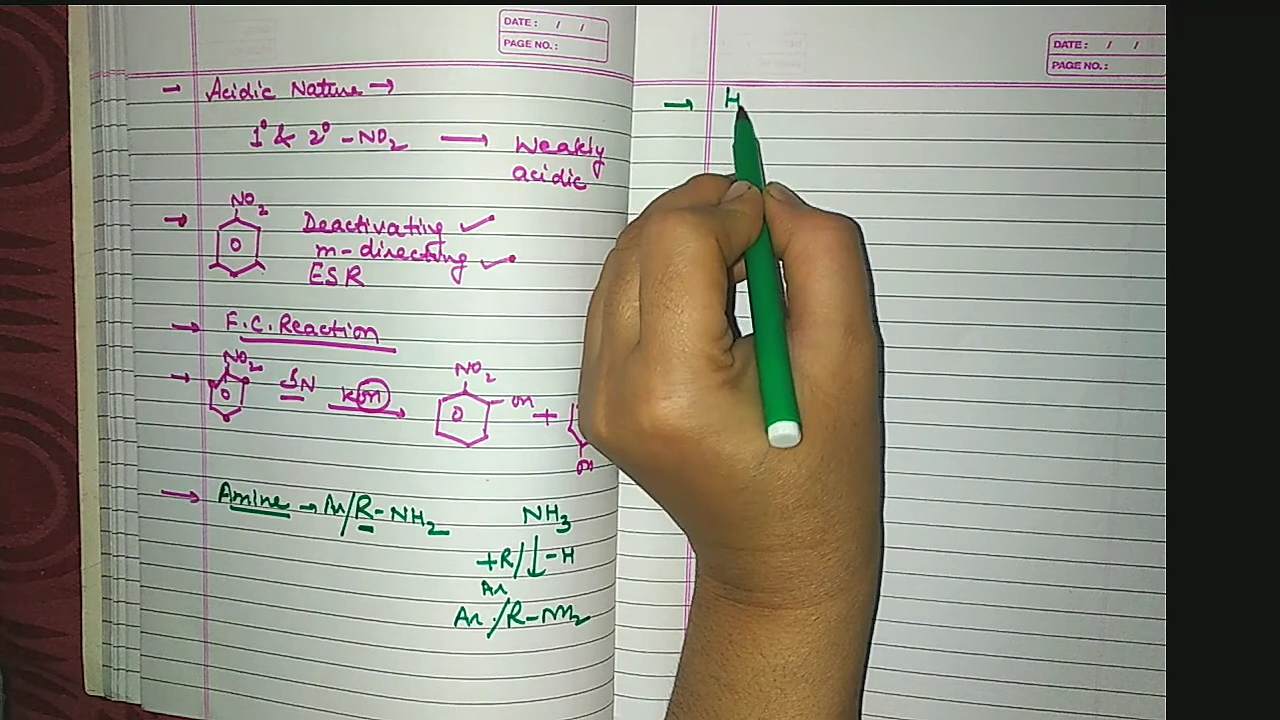 DATE: / /
PAGE NO.:
→ Acidic Nature →
1° & 2° - NO2 → Weakly
acidic
→ NO2
Deactivating ✓
m-directing ✓
ESR
→ F.C. Reaction
→ NO2 SN KOH → NO2 OH +
OH
→ Amine → Ar/R-NH2
NH3
+R/ ↓ -H
Ar
Ar/R-NH2
DATE: / /
PAGE NO.:
→ H